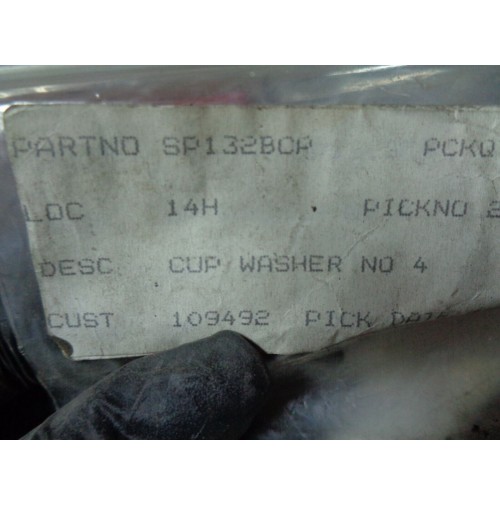 PARTNO SP132BCP PCKQ
LOC 14H PICKNO
DESC CUP WASHER NO 4
CUST 109492 PICK